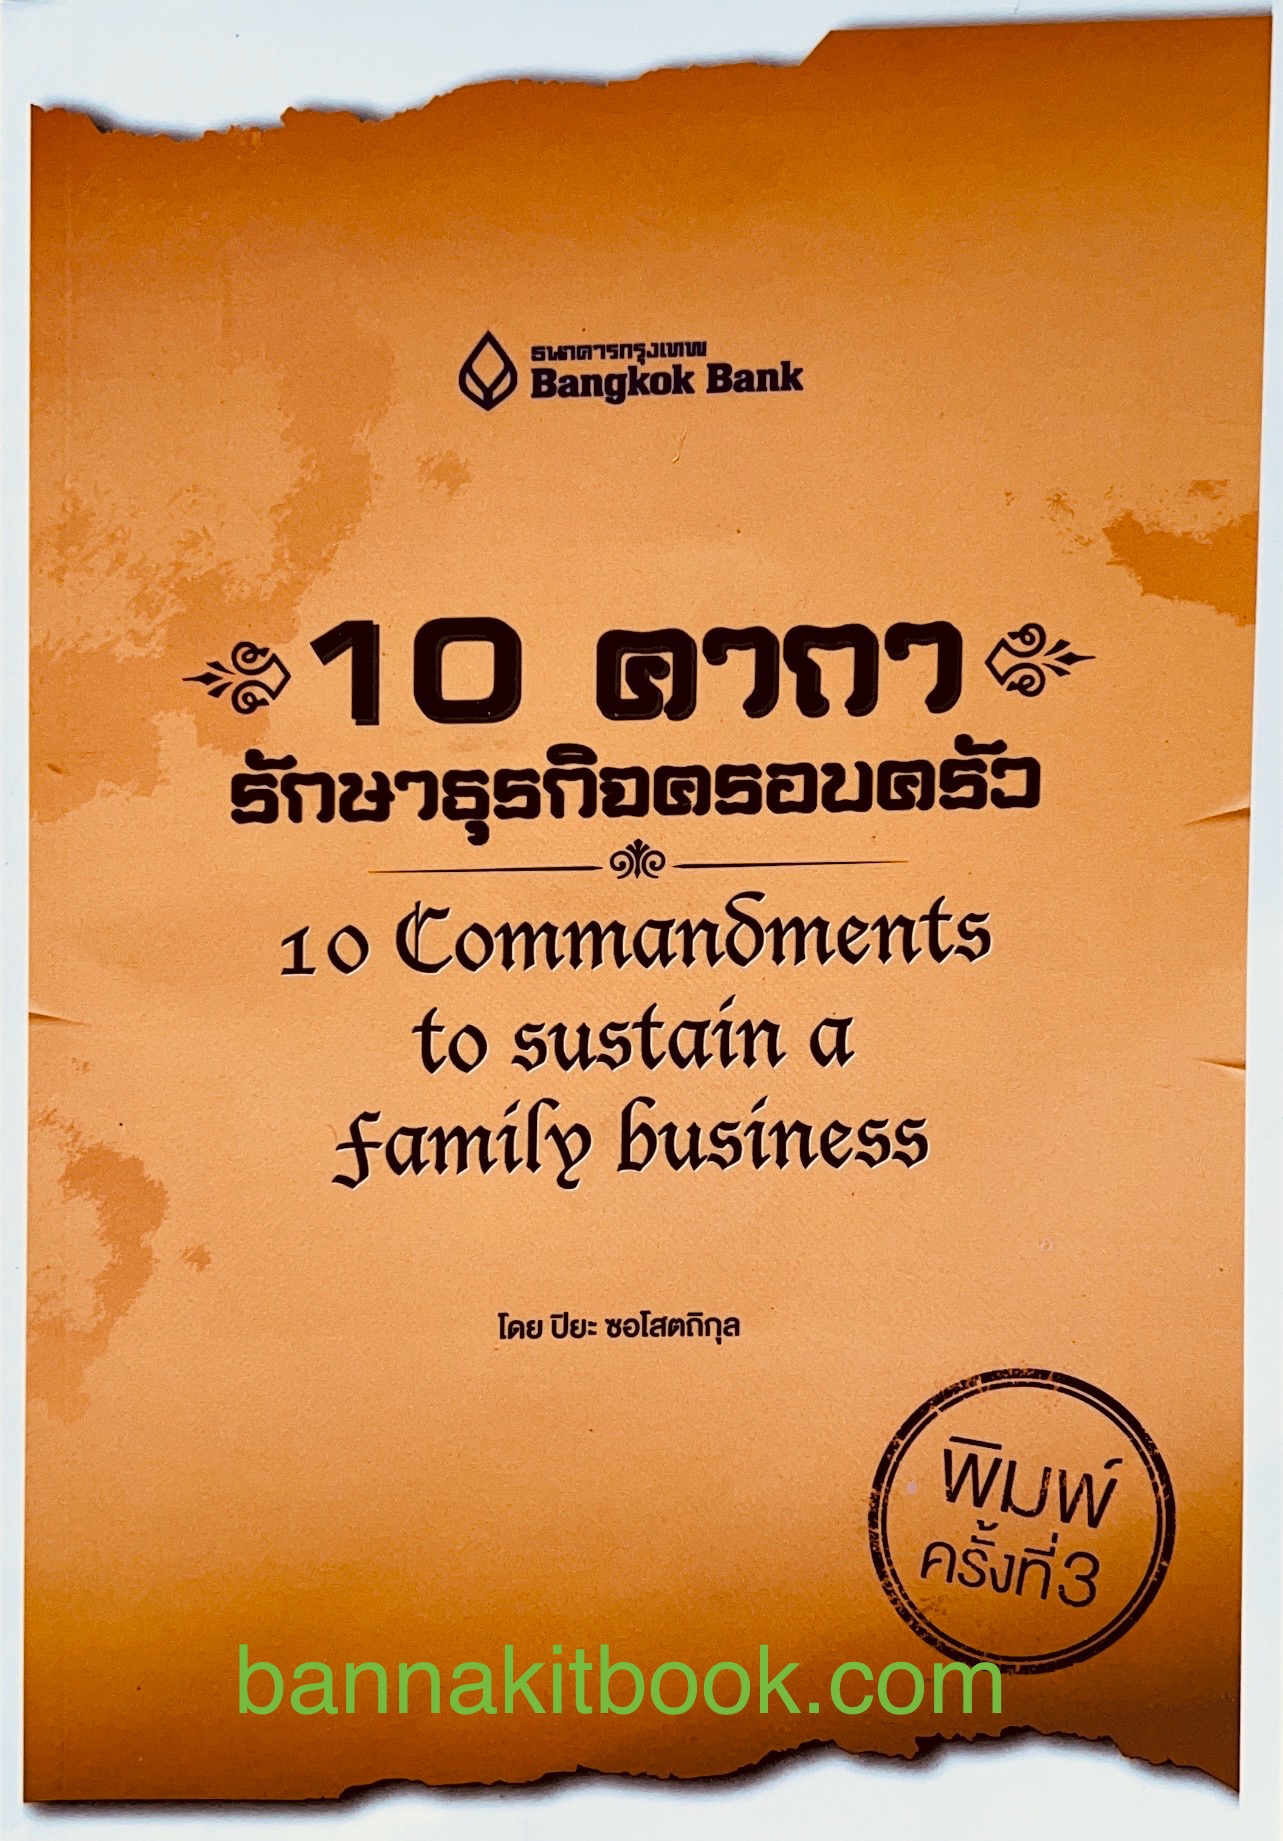 ธนาคารกรุงเทพ
Bangkok Bank
10 คาถา
รักษาธุรกิจครอบครัว
10 Commandments
to sustain a
family business
โดย ปิยะ ซอโสตถิกุล
พิมพ์
ครั้งที่ 3
bannakitbook.com